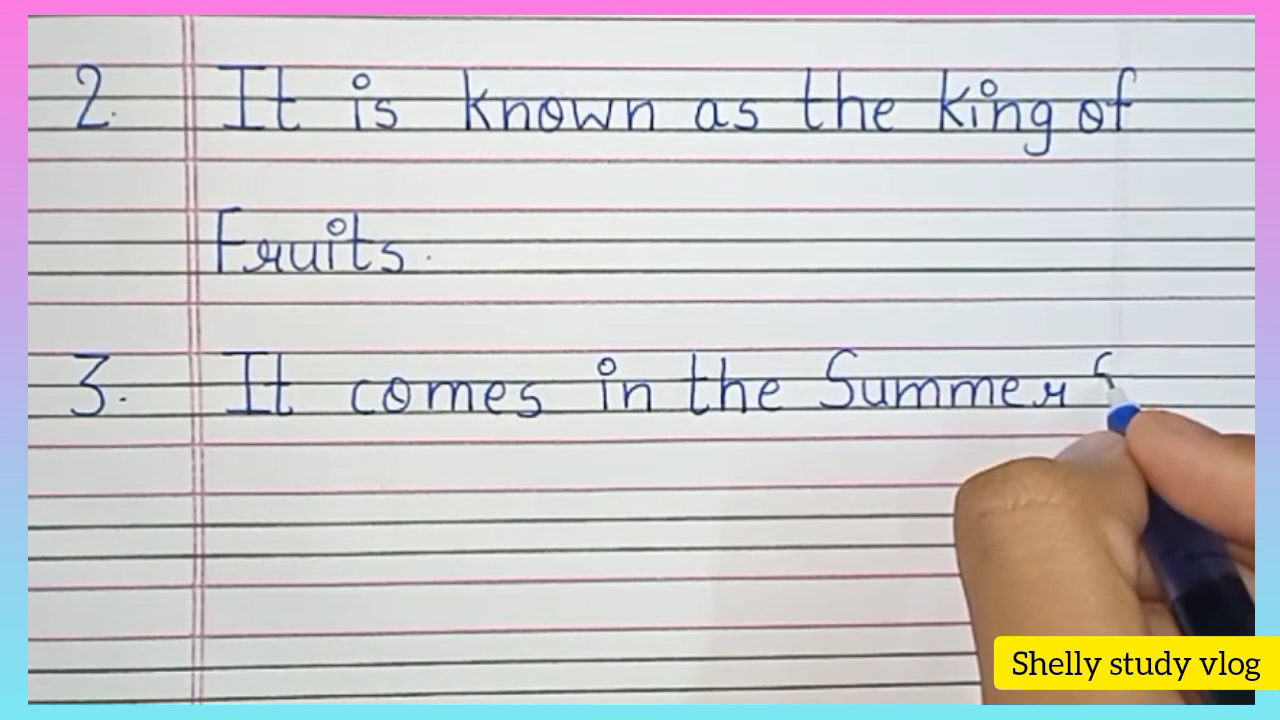 2. It is known as the king of
Fruits.
3. It comes in the Summer S
Shelly study vlog